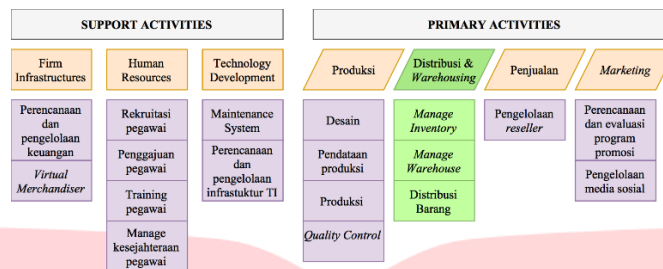 SUPPORT ACTIVITIES
Firm
Infrastructures
Perencanaan
dan
pengelolaan
keuangan
Virtual
Merchandiser
Human
Resources
Rekruitasi
pegawai
Penggajuan
pegawai
Training
pegawai
Manage
kesejahteraan
pegawai
Technology
Development
Maintenance
System
Perencanaan
dan
pengelolaan
infrastuktur TI
PRIMARY ACTIVITIES
Produksi
Desain
Pendataan
produksi
Produksi
Quality Control
Distribusi &
Warehousing
Manage
Inventory
Manage
Warehouse
Distribusi
Barang
Penjualan
Pengelolaan
reseller
Marketing
Perencanaan
dan evaluasi
program
promosi
Pengelolaan
media sosial